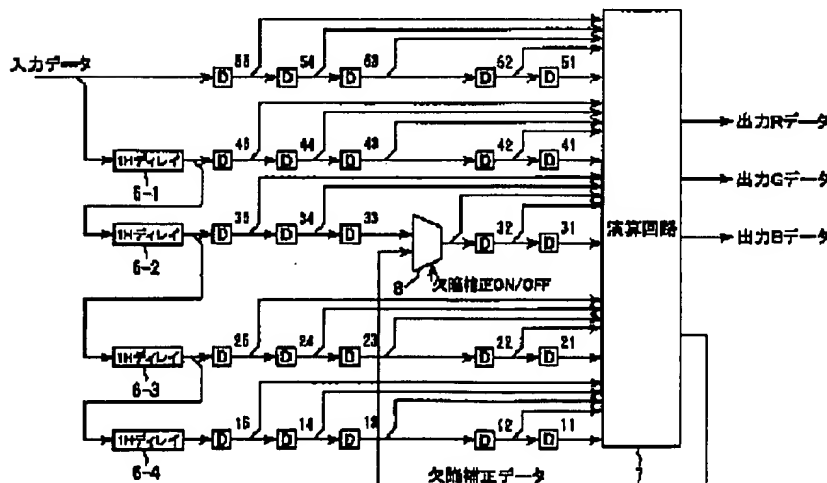 55 54 53 52 51
入力データ
D D D D D
45 44 43 42 41
出力Rデータ
1Hディレイ D D D D D
6-1
出力Gデータ
35 34 33 32 31
1Hディレイ D D D D D
演算回路
出力Bデータ
6-2
8 欠陥補正ON/OFF
25 24 23 22 21
1Hディレイ D D D D D
6-3
15 14 13 12 11
1Hディレイ D D D D D
6-4
欠陥補正データ 7